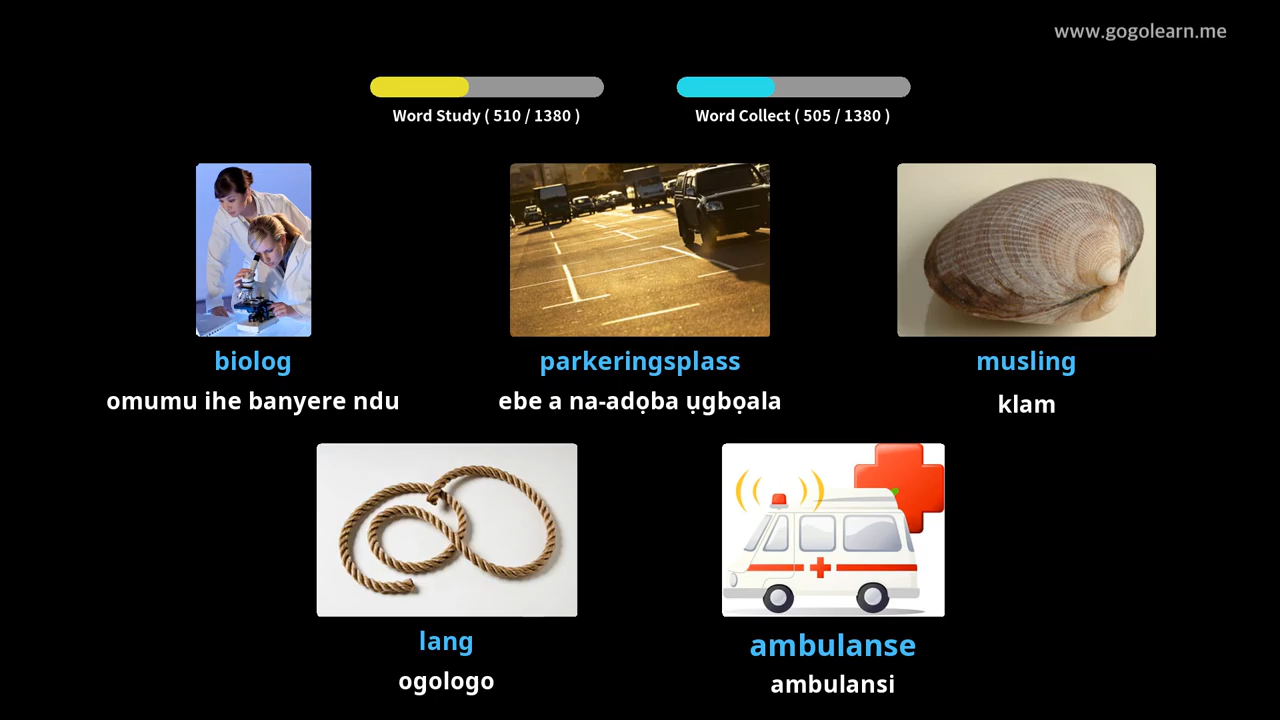 www.gogolearn.me
Word Study ( 510 / 1380 )
Word Collect ( 505 / 1380 )
biolog
omumu ihe banyere ndu
parkeringsplass
ebe a na-adọba ụgbọala
musling
klam
lang
ogologo
ambulanse
ambulansi